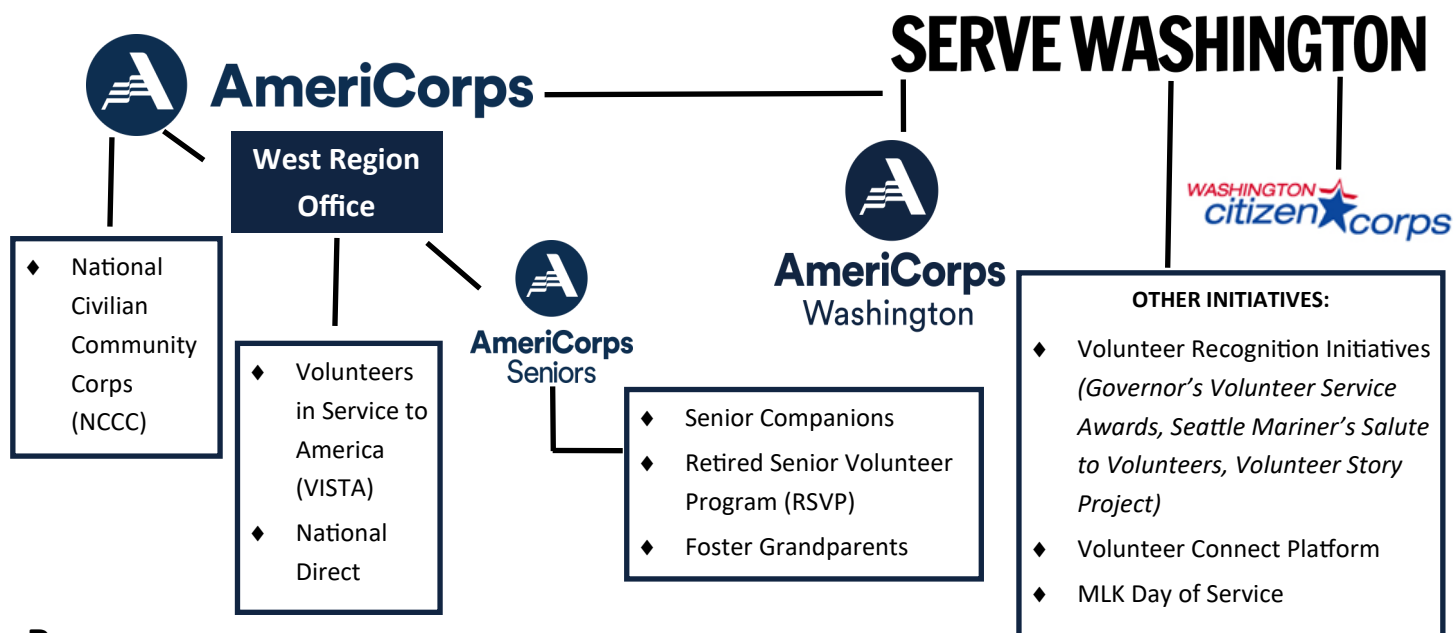 SERVE WASHINGTON
AmeriCorps
West Region
Office
WASHINGTON
citizen corps
AmeriCorps
Washington
AmeriCorps
Seniors
♦ National
Civilian
Community
Corps
(NCCC)
♦ Volunteers
in Service to
America
(VISTA)
♦ National
Direct
♦ Senior Companions
♦ Retired Senior Volunteer
Program (RSVP)
♦ Foster Grandparents
OTHER INITIATIVES:
♦ Volunteer Recognition Initiatives
(Governor’s Volunteer Service
Awards, Seattle Mariner’s Salute
to Volunteers, Volunteer Story
Project)
♦ Volunteer Connect Platform
♦ MLK Day of Service